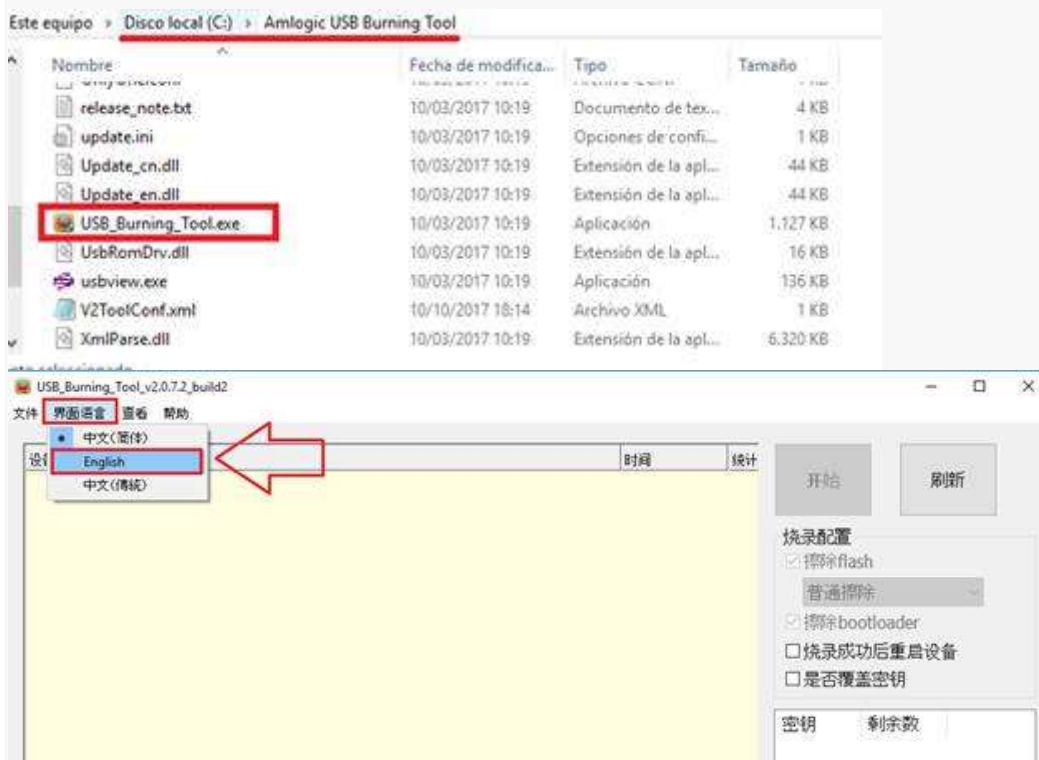 Este equipo › Disco local (C:) › Amlogic USB Burning Tool
Nombre Fecha de modifica... Tipo Tamaño
release_note.txt 10/03/2017 10:19 Documento de tex... 4 KB
update.ini 10/03/2017 10:19 Opciones de confi... 1 KB
Update_cn.dll 10/03/2017 10:19 Extensión de la apl... 44 KB
Update_en.dll 10/03/2017 10:19 Extensión de la apl... 44 KB
USB_Burning_Tool.exe 10/03/2017 10:19 Aplicación 1.127 KB
UsbRomDrv.dll 10/03/2017 10:19 Extensión de la apl... 16 KB
usbview.exe 10/03/2017 10:19 Aplicación 136 KB
V2ToolConf.xml 10/10/2017 18:14 Archivo XML 1 KB
XmlParse.dll 10/03/2017 10:19 Extensión de la apl... 6.320 KB
USB_Burning_Tool_v2.0.7.2_build2
文件 界面语言 查看 帮助
中文(简体)
English
中文(傳統)
时间 统计
开始 刷新
烧录配置
擦除flash
普通擦除
擦除bootloader
烧录成功后重启设备
是否覆盖密钥
密钥 剩余数